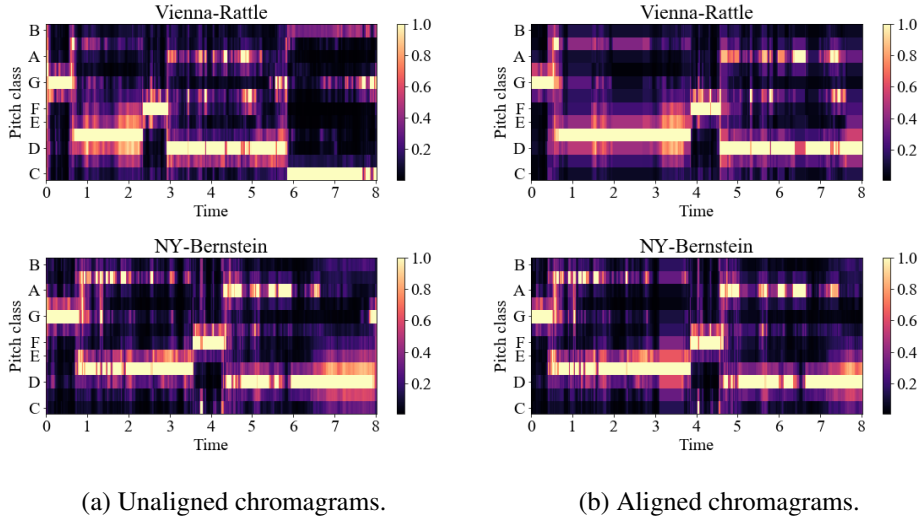 Vienna-Rattle
B
A
G
F
E
D
C
Pitch class
0 1 2 3 4 5 6 7 8
Time
1.0
0.8
0.6
0.4
0.2
Vienna-Rattle
B
A
G
F
E
D
C
Pitch class
0 1 2 3 4 5 6 7 8
Time
1.0
0.8
0.6
0.4
0.2
NY-Bernstein
B
A
G
F
E
D
C
Pitch class
0 1 2 3 4 5 6 7 8
Time
1.0
0.8
0.6
0.4
0.2
NY-Bernstein
B
A
G
F
E
D
C
Pitch class
0 1 2 3 4 5 6 7 8
Time
1.0
0.8
0.6
0.4
0.2
(a) Unaligned chromagrams.
(b) Aligned chromagrams.